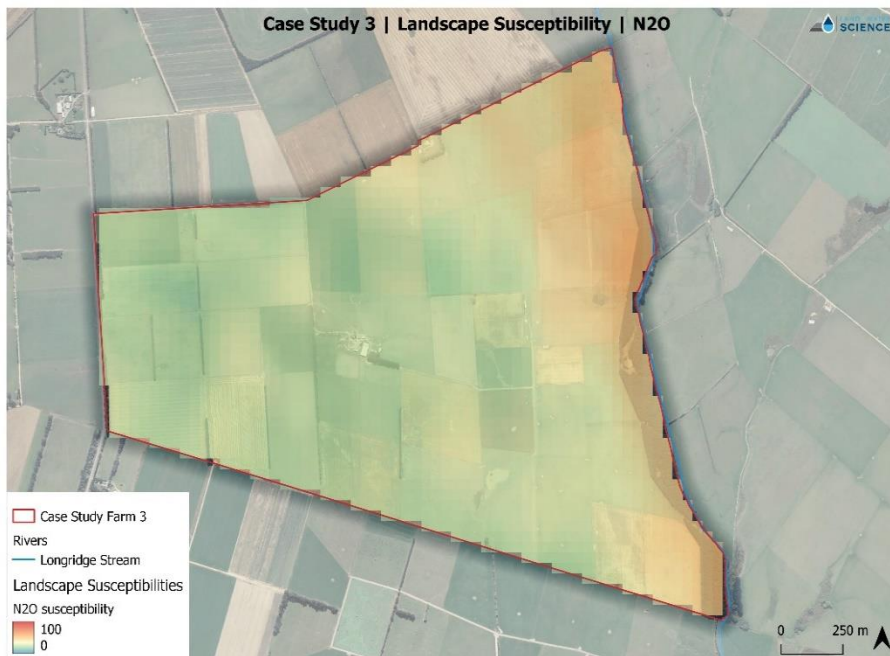 Case Study 3 | Landscape Susceptibility | N2O
SCIENCE
Case Study Farm 3
Rivers
Longridge Stream
Landscape Susceptibilities
N2O susceptibility
100
0
0 250 m